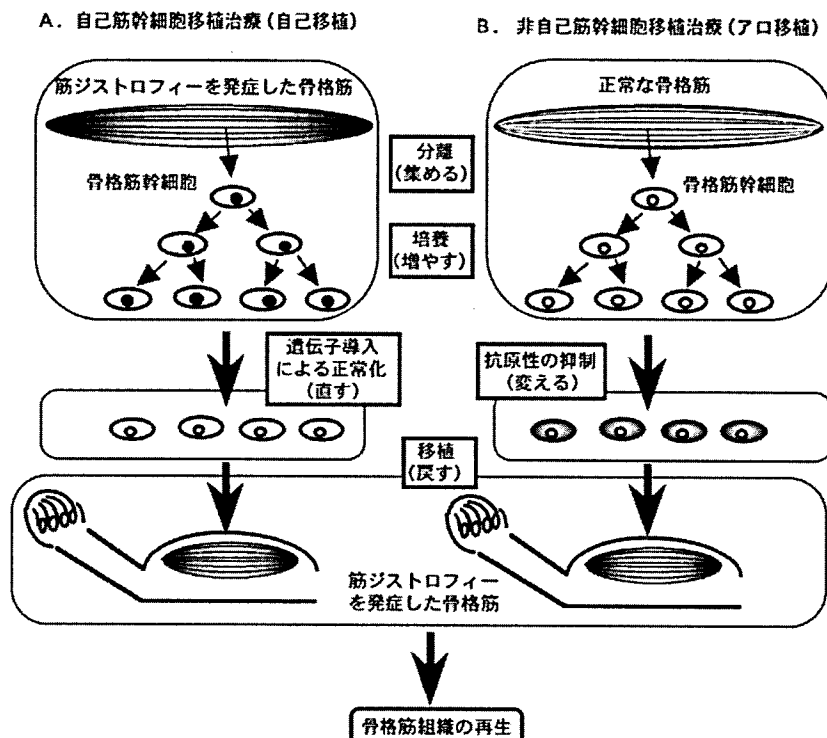 A. 自己筋幹細胞移植治療(自己移植)
B. 非自己筋幹細胞移植治療(アロ移植)
筋ジストロフィーを発症した骨格筋
正常な骨格筋
分離
(集める)
骨格筋幹細胞
骨格筋幹細胞
培養
(増やす)
遺伝子導入
による正常化
(直す)
抗原性の抑制
(変える)
移植
(戻す)
筋ジストロフィー
を発症した骨格筋
骨格筋組織の再生